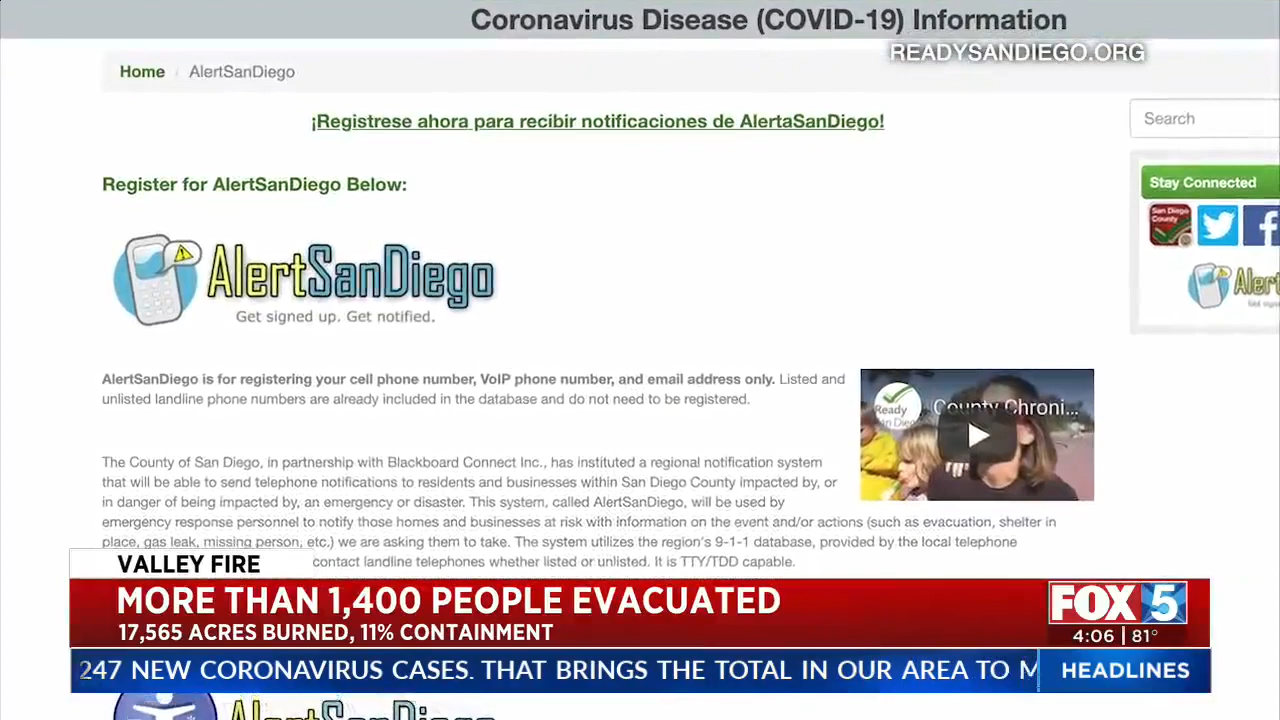 Coronavirus Disease (COVID-19) Information
READYSANDIEGO.ORG
Home / AlertSanDiego
¡Registrese ahora para recibir notificaciones de AlertaSanDiego!
Search
Register for AlertSanDiego Below:
Stay Connected
San Diego
County
AlertSanDiego
Get signed up. Get notified.
Alert
AlertSanDiego is for registering your cell phone number, VoIP phone number, and email address only. Listed and
unlisted landline phone numbers are already included in the database and do not need to be registered.
Ready
San Diego
County Chroni...
The County of San Diego, in partnership with Blackboard Connect Inc., has instituted a regional notification system
that will be able to send telephone notifications to residents and businesses within San Diego County impacted by, or
in danger of being impacted by, an emergency or disaster. This system, called AlertSanDiego, will be used by
emergency response personnel to notify those homes and businesses at risk with information on the event and/or actions (such as evacuation, shelter in
place, gas leak, missing person, etc.) we are asking them to take. The system utilizes the region's 9-1-1 database, provided by the local telephone
contact landline telephones whether listed or unlisted. It is TTY/TDD capable.
VALLEY FIRE
MORE THAN 1,400 PEOPLE EVACUATED
17,565 ACRES BURNED, 11% CONTAINMENT
FOX 5
4:06 | 81°
247 NEW CORONAVIRUS CASES. THAT BRINGS THE TOTAL IN OUR AREA TO M
HEADLINES
AlertSanDiego